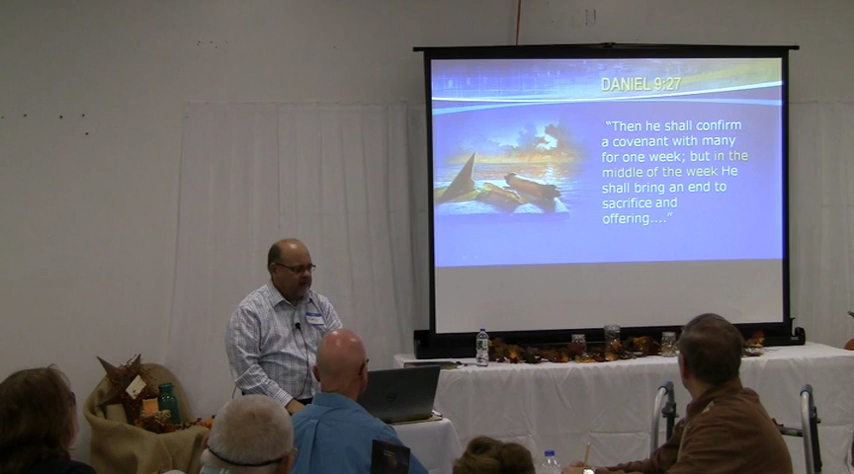 DANIEL 9:27
“Then he shall confirm
a covenant with many
for one week; but in the
middle of the week He
shall bring an end to
sacrifice and
offering....”